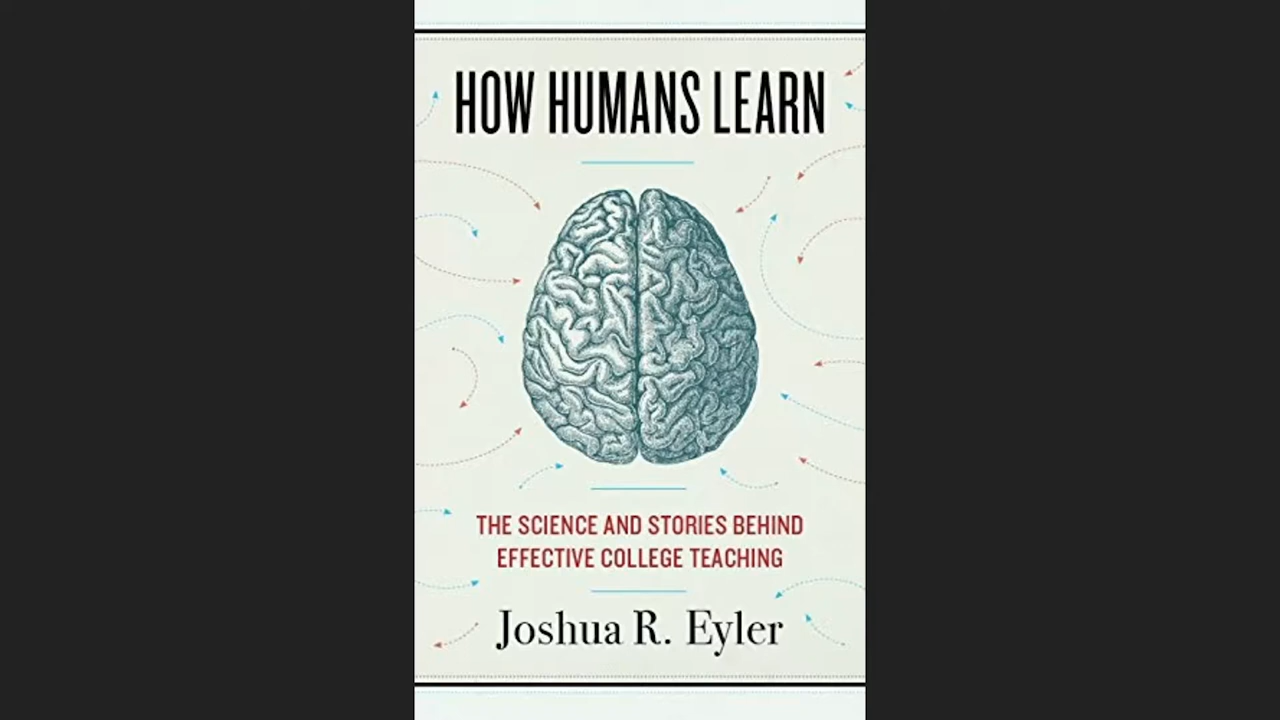 HOW HUMANS LEARN
THE SCIENCE AND STORIES BEHIND
EFFECTIVE COLLEGE TEACHING
Joshua R. Eyler